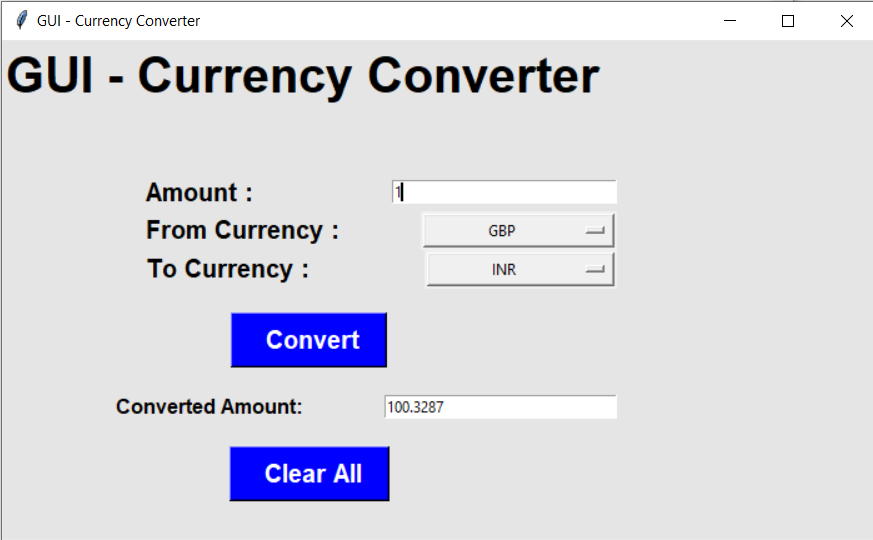 GUI - Currency Converter
GUI - Currency Converter
Amount : 1
From Currency : GBP
To Currency : INR
Convert
Converted Amount: 100.3287
Clear All